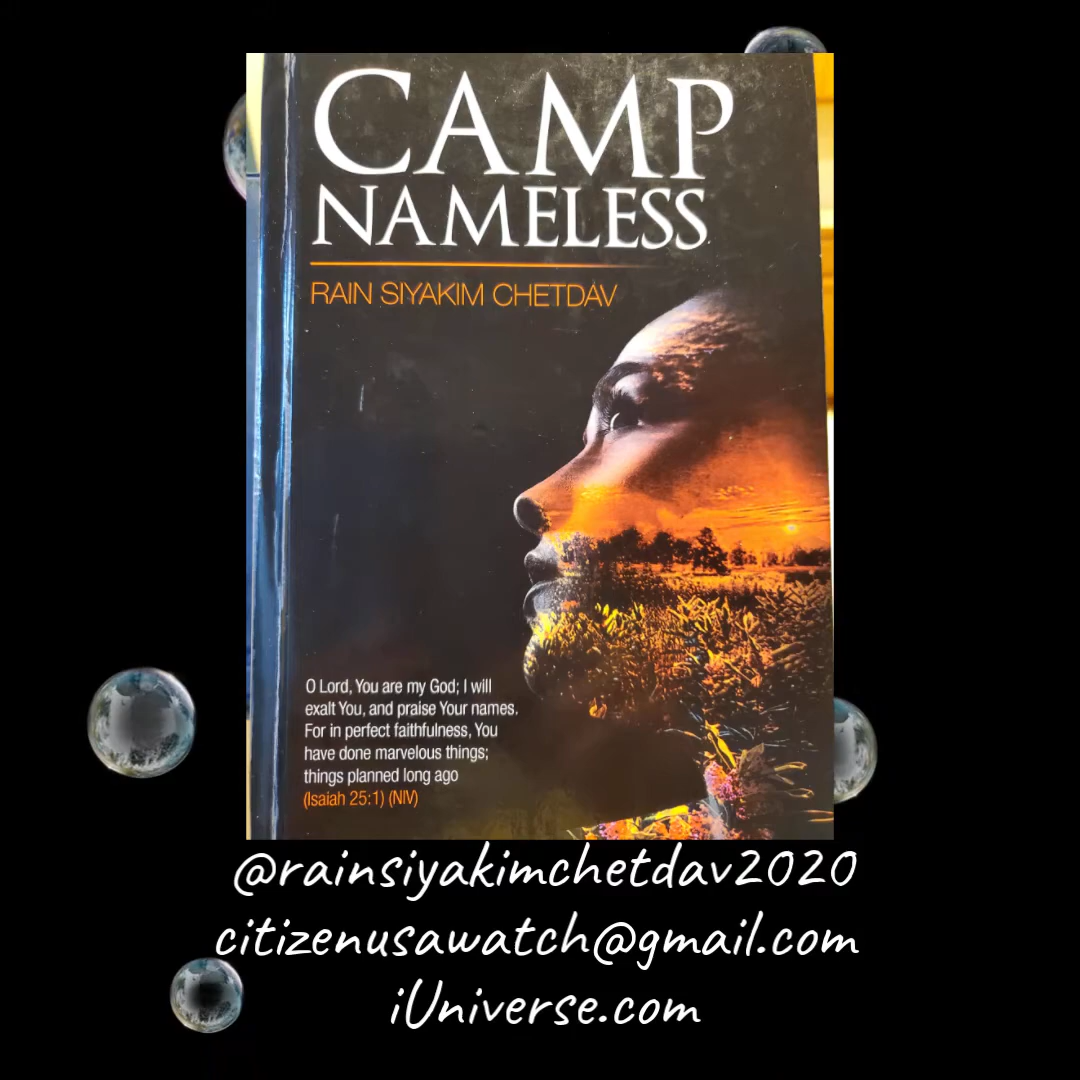 CAMP
NAMELESS
RAIN SIYAKIM CHETDAV
O Lord, You are my God; I will
exalt You, and praise Your names.
For in perfect faithfulness, You
have done marvelous things;
things planned long ago
(Isaiah 25:1) (NIV)
@rainsiyakimchetdav2020
citizenusawatch@gmail.com
iUniverse.com